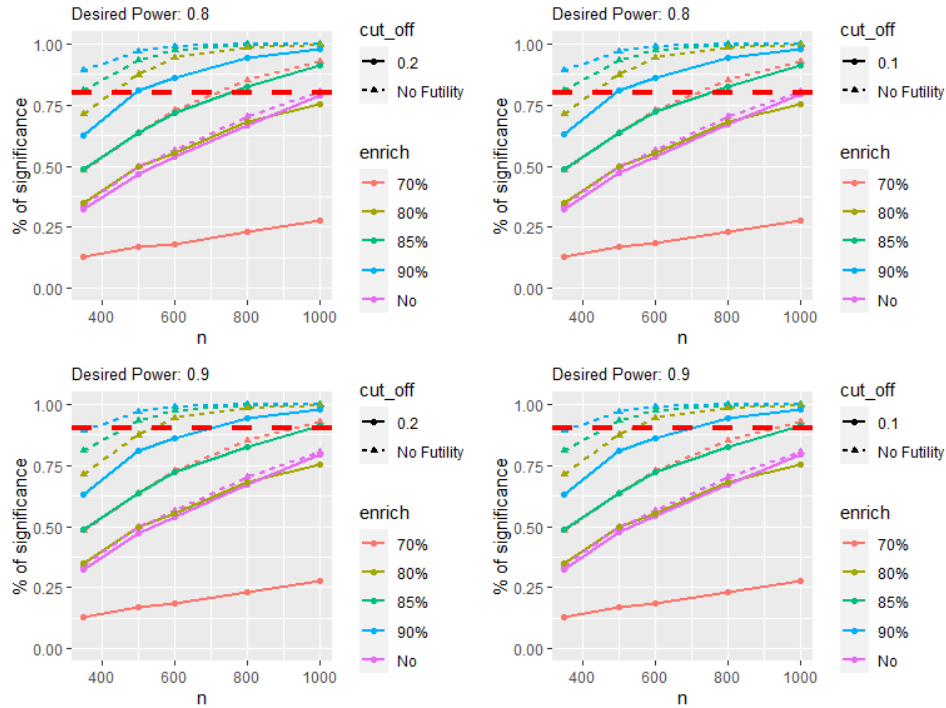 Desired Power: 0.8
% of significance
1.00
0.75
0.50
0.25
0.00
400
600
800
1000
n
cut_off
0.2
No Futility
enrich
70%
80%
85%
90%
No
Desired Power: 0.8
% of significance
1.00
0.75
0.50
0.25
0.00
400
600
800
1000
n
cut_off
0.1
No Futility
enrich
70%
80%
85%
90%
No
Desired Power: 0.9
% of significance
1.00
0.75
0.50
0.25
0.00
400
600
800
1000
n
cut_off
0.2
No Futility
enrich
70%
80%
85%
90%
No
Desired Power: 0.9
% of significance
1.00
0.75
0.50
0.25
0.00
400
600
800
1000
n
cut_off
0.1
No Futility
enrich
70%
80%
85%
90%
No